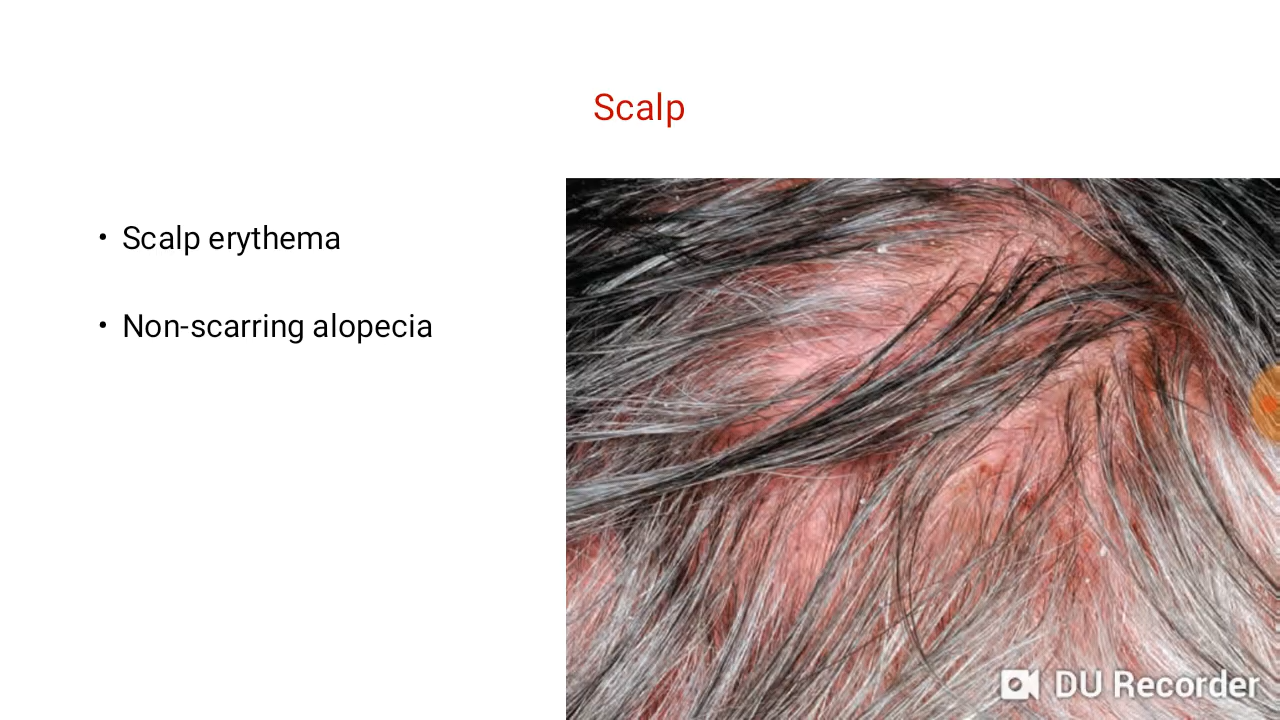 Scalp
• Scalp erythema
• Non-scarring alopecia
DU Recorder